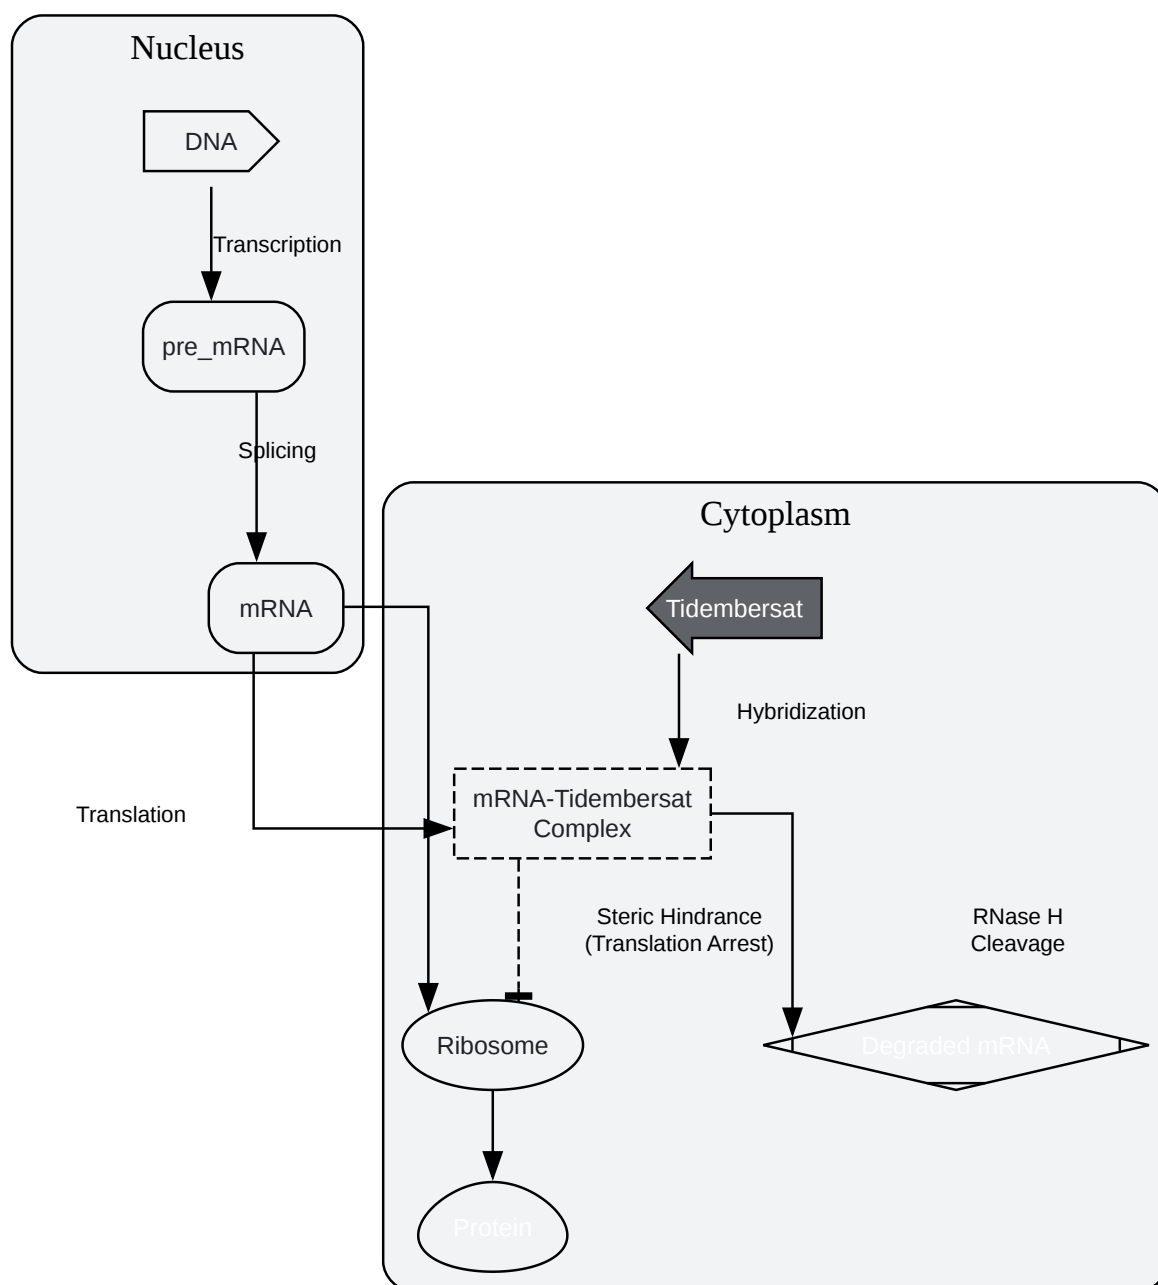 Nucleus
DNA
Transcription
pre_mRNA
Splicing
mRNA
Cytoplasm
Tidembersat
Hybridization
Translation
mRNA-Tidembersat
Complex
Steric Hindrance
(Translation Arrest)
RNase H
Cleavage
Ribosome
Degraded mRNA
Protein